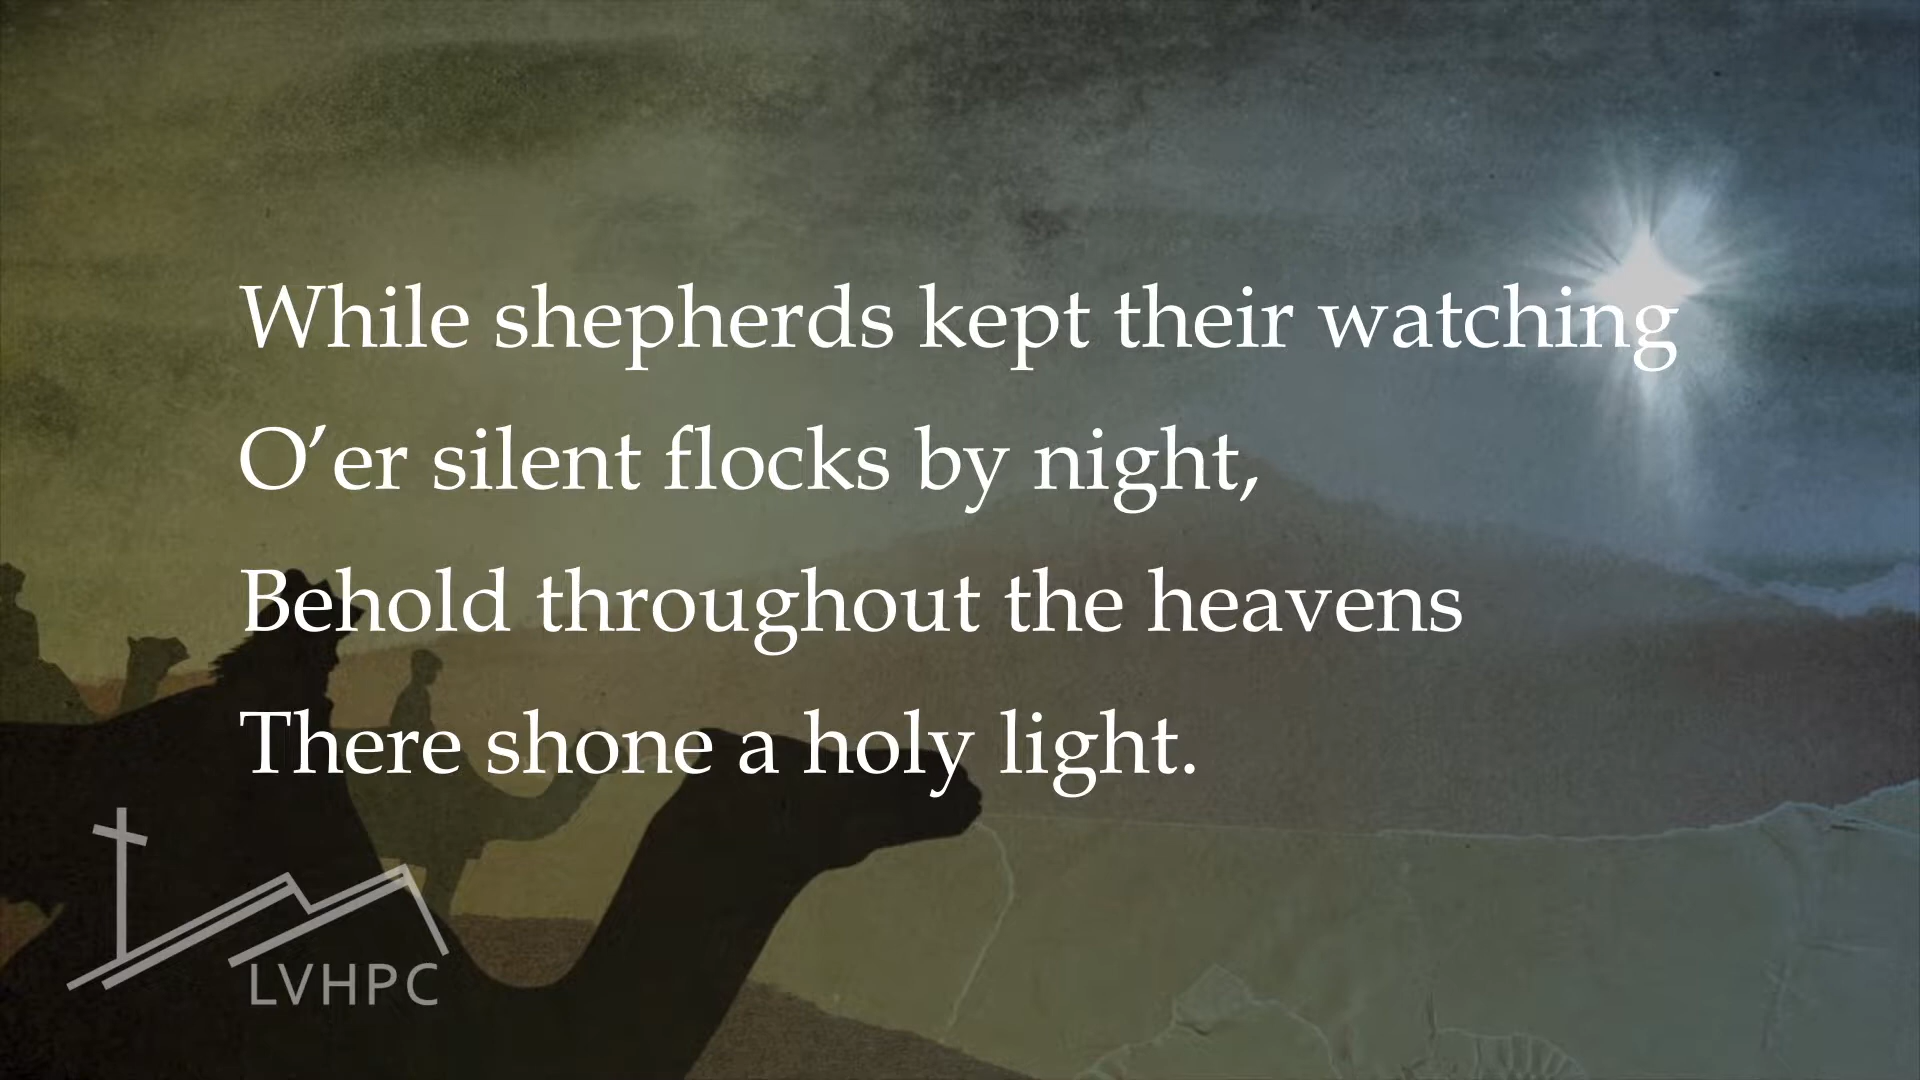 While shepherds kept their watching
O’er silent flocks by night,
Behold throughout the heavens
There shone a holy light.
LVHPC